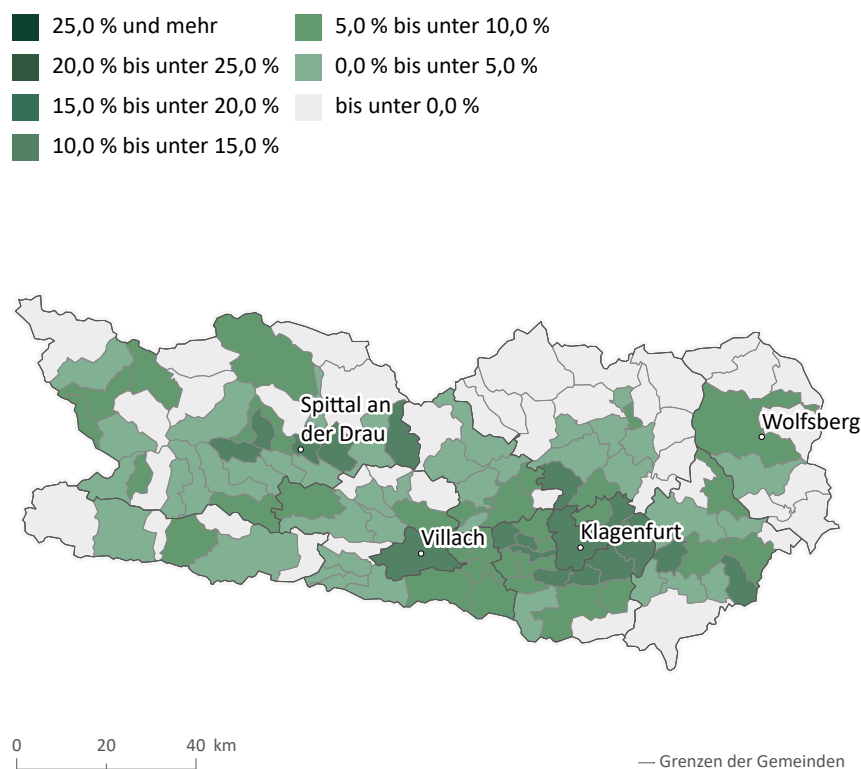 25,0 % und mehr
20,0 % bis unter 25,0 %
15,0 % bis unter 20,0 %
10,0 % bis unter 15,0 %
5,0 % bis unter 10,0 %
0,0 % bis unter 5,0 %
bis unter 0,0 %
Spittal an
der Drau
Wolfsberg
Villach
Klagenfurt
0 20 40 km
Grenzen der Gemeinden